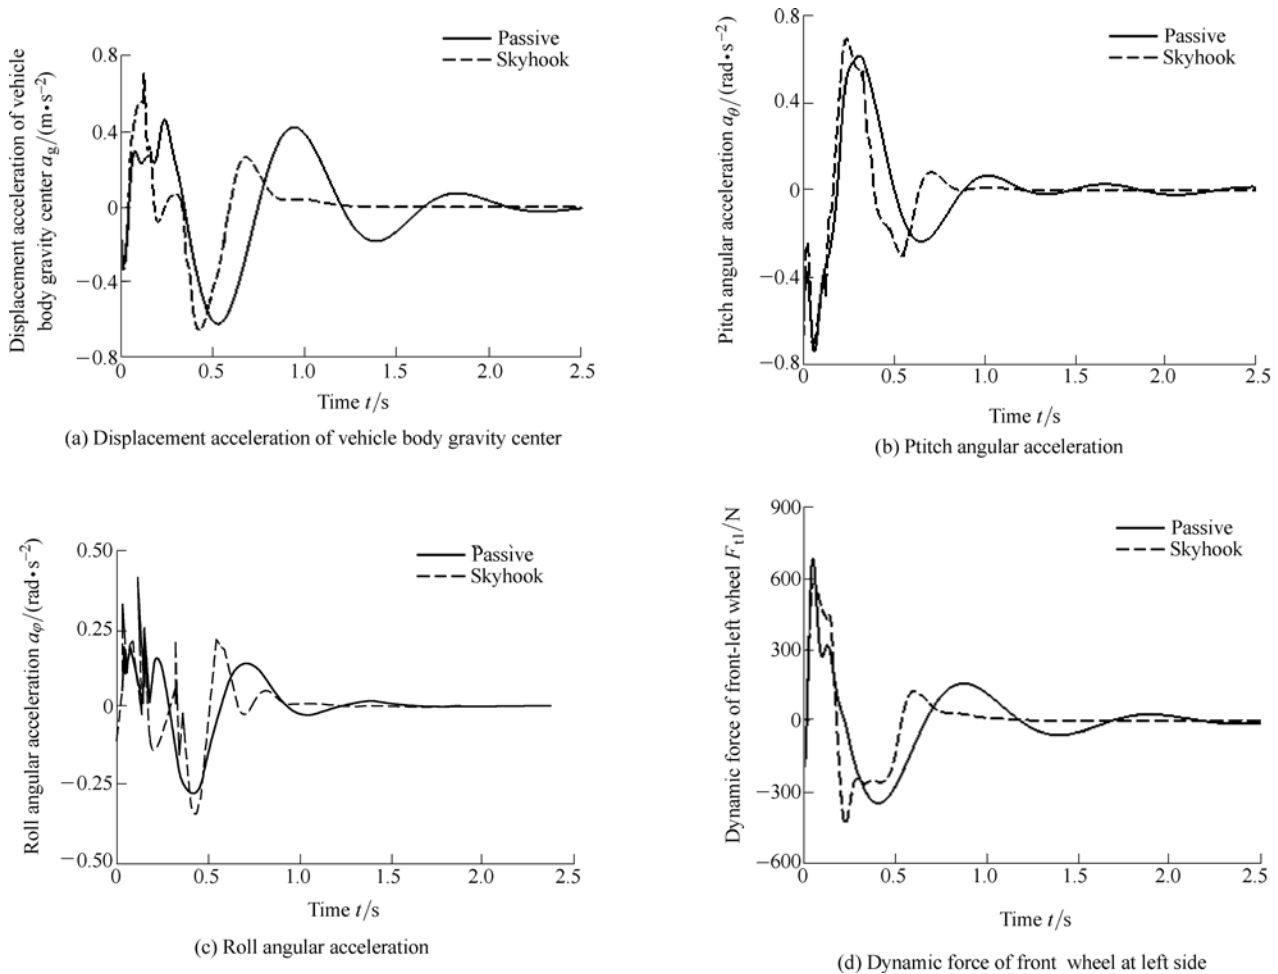 Displacement acceleration of vehicle
body gravity center a_g/(m•s⁻²)
0.8
0.4
0
−0.4
−0.8
Passive
Skyhook
0 0.5 1.0 1.5 2.0 2.5
Time t/s
(a) Displacement acceleration of vehicle body gravity center
Pitch angular acceleration a_θ/(rad•s⁻²)
0.8
0.4
0
−0.4
−0.8
Passive
Skyhook
0 0.5 1.0 1.5 2.0 2.5
Time t/s
(b) Ptitch angular acceleration
Roll angular acceleration a_φ/(rad•s⁻²)
0.50
0.25
0
−0.25
−0.50
Passive
Skyhook
0 0.5 1.0 1.5 2.0 2.5
Time t/s
(c) Roll angular acceleration
Dynamic force of front-left wheel F_t1/N
900
600
300
0
−300
−600
Passive
Skyhook
0 0.5 1.0 1.5 2.0 2.5
Time t/s
(d) Dynamic force of front wheel at left side